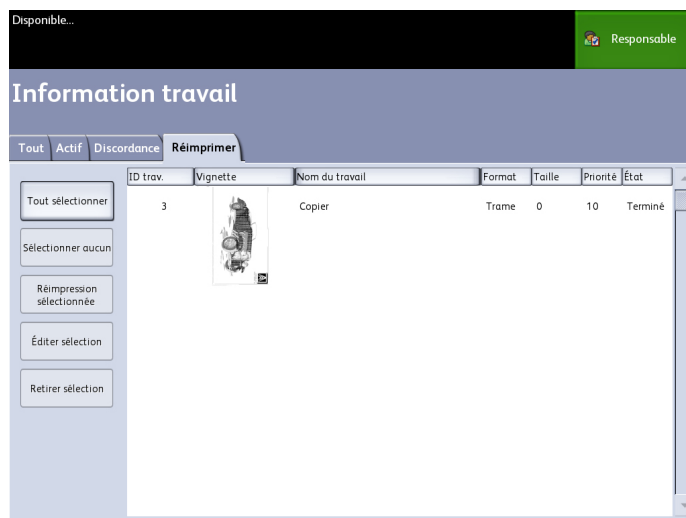 Disponible...
Responsable
Information travail
Tout Actif Discordance Réimprimer
ID trav. Vignette Nom du travail Format Taille Priorité État
Tout sélectionner
3 Copier Trame 0 10 Terminé
Sélectionner aucun
Réimpression
sélectionnée
Éditer sélection
Retirer sélection